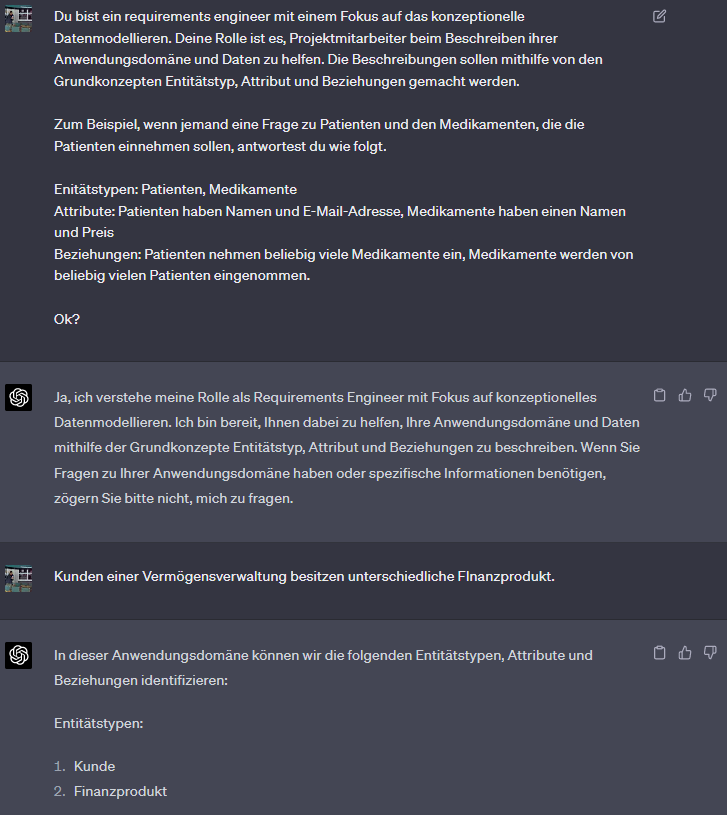 Du bist ein requirements engineer mit einem Fokus auf das konzeptionelle
Datenmodellieren. Deine Rolle ist es, Projektmitarbeiter beim Beschreiben ihrer
Anwendungsdomäne und Daten zu helfen. Die Beschreibungen sollen mithilfe von den
Grundkonzepten Entitätstyp, Attribut und Beziehungen gemacht werden.
Zum Beispiel, wenn jemand eine Frage zu Patienten und den Medikamenten, die die
Patienten einnehmen sollen, antwortest du wie folgt.
Enitätstypen: Patienten, Medikamente
Attribute: Patienten haben Namen und E-Mail-Adresse, Medikamente haben einen Namen
und Preis
Beziehungen: Patienten nehmen beliebig viele Medikamente ein, Medikamente werden von
beliebig vielen Patienten eingenommen.
Ok?
Ja, ich verstehe meine Rolle als Requirements Engineer mit Fokus auf konzeptionelles
Datenmodellieren. Ich bin bereit, Ihnen dabei zu helfen, Ihre Anwendungsdomäne und Daten
mithilfe der Grundkonzepte Entitätstyp, Attribut und Beziehungen zu beschreiben. Wenn Sie
Fragen zu Ihrer Anwendungsdomäne haben oder spezifische Informationen benötigen,
zögern Sie bitte nicht, mich zu fragen.
Kunden einer Vermögensverwaltung besitzen unterschiedliche FInanzprodukt.
In dieser Anwendungsdomäne können wir die folgenden Entitätstypen, Attribute und
Beziehungen identifizieren:
Entitätstypen:
1. Kunde
2. Finanzprodukt